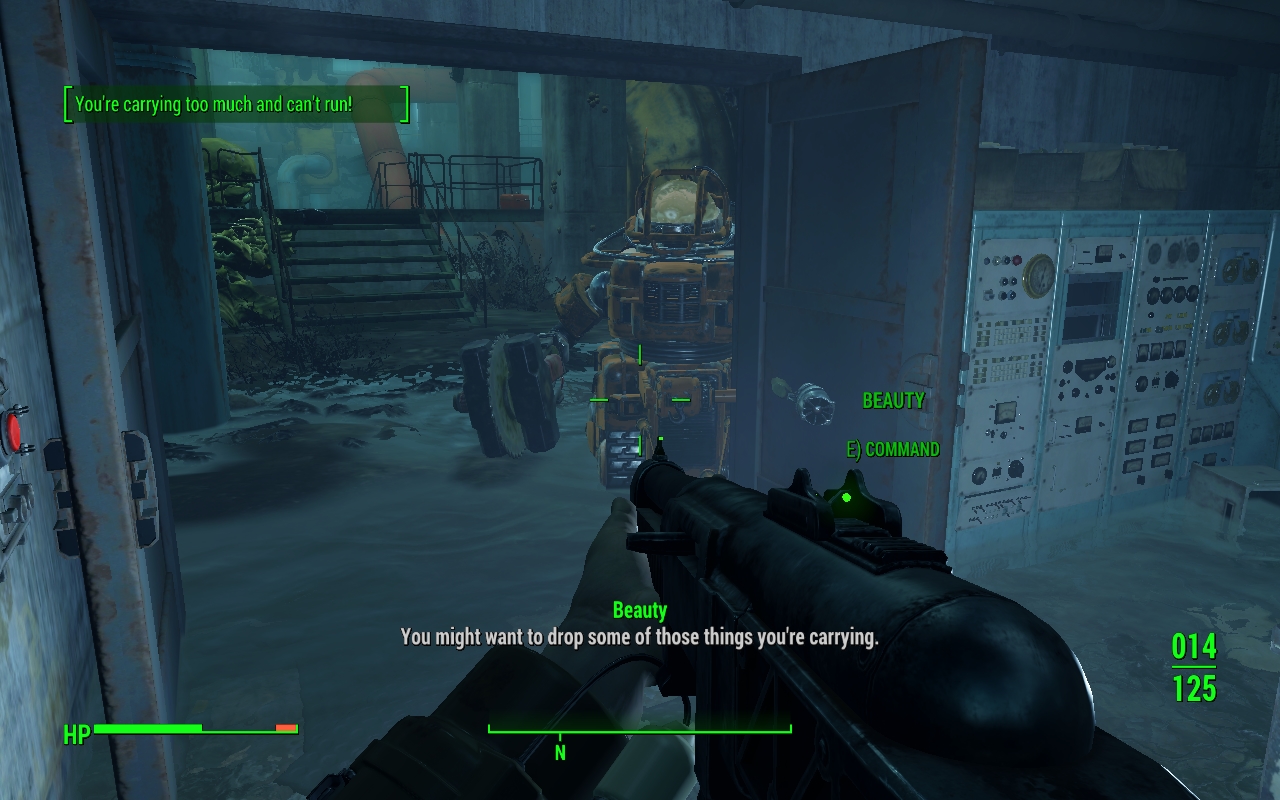 You're carrying too much and can't run!
BEAUTY
E) COMMAND
Beauty
You might want to drop some of those things you're carrying.
014
125
HP
N